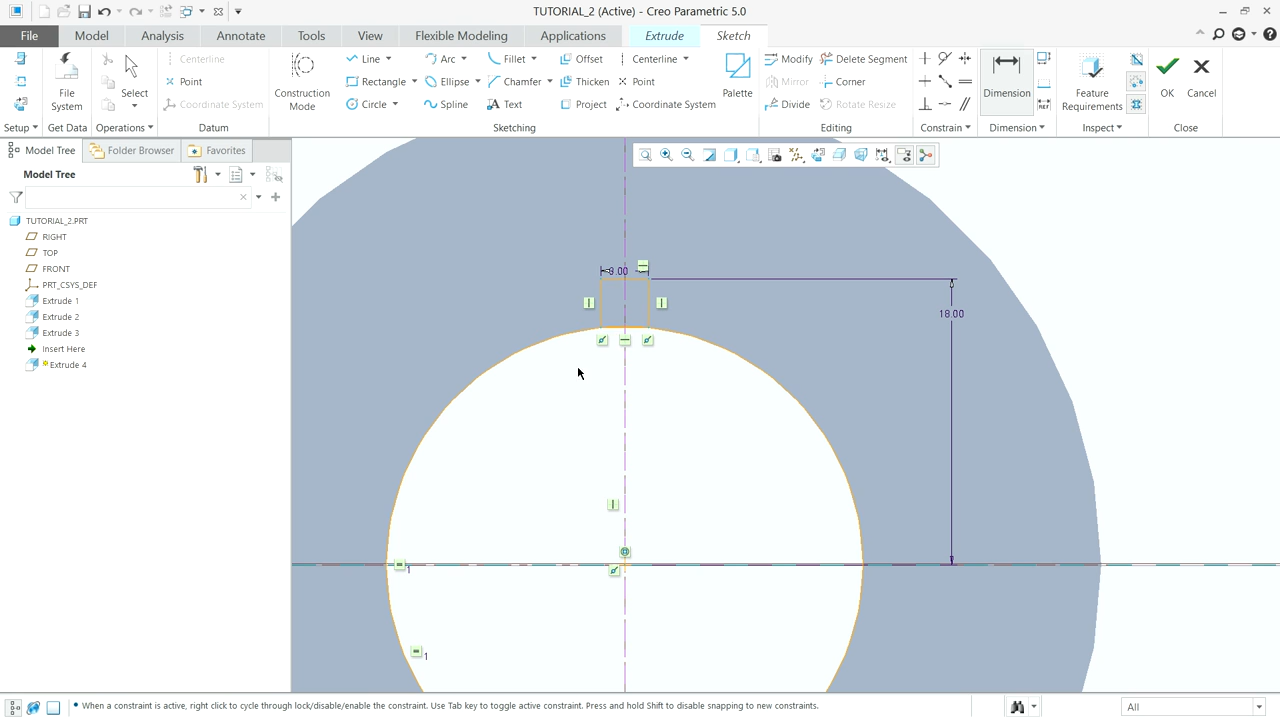 TUTORIAL_2 (Active) - Creo Parametric 5.0
File Model Analysis Annotate Tools View Flexible Modeling Applications Extrude Sketch
Centerline Line Arc Fillet Offset Centerline Modify Delete Segment
Point Rectangle Ellipse Chamfer Thicken Point Mirror Corner
Coordinate System Circle Spline Text Project Coordinate System Divide Rotate Resize
File System Select Construction Mode Palette Dimension Feature Requirements OK Cancel
Setup Get Data Operations Datum Sketching Editing Constrain Dimension Inspect Close
Model Tree Folder Browser Favorites
Model Tree
TUTORIAL_2.PRT
RIGHT
TOP
FRONT
PRT_CSYS_DEF
Extrude 1
Extrude 2
Extrude 3
Insert Here
Extrude 4
18.00
1
1
When a constraint is active, right click to cycle through lock/disable/enable the constraint. Use Tab key to toggle active constraint. Press and hold Shift to disable snapping to new constraints.
All